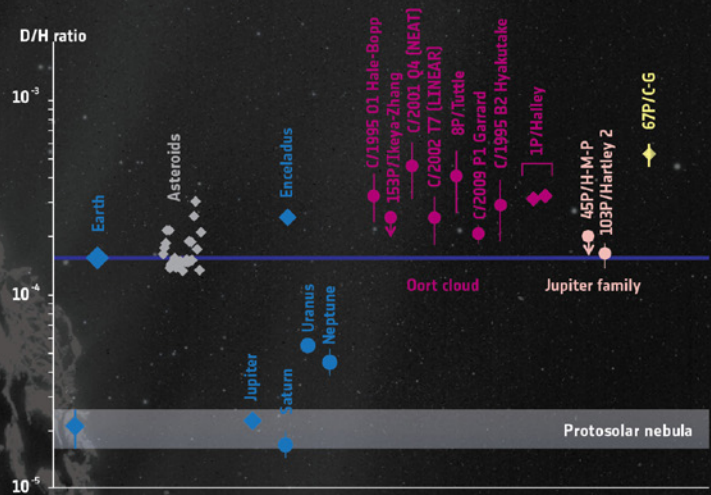 D/H ratio
10⁻³
10⁻⁴
10⁻⁵
Earth
Asteroids
Enceladus
Jupiter
Saturn
Uranus
Neptune
C/1995 O1 Hale-Bopp
153P/Ikeya-Zhang
C/2001 Q4 (NEAT)
C/2002 T7 (LINEAR)
8P/Tuttle
C/2009 P1 Garrard
C/1995 B2 Hyakutake
1P/Halley
45P/H-M-P
103P/Hartley 2
67P/C-G
Oort cloud
Jupiter family
Protosolar nebula